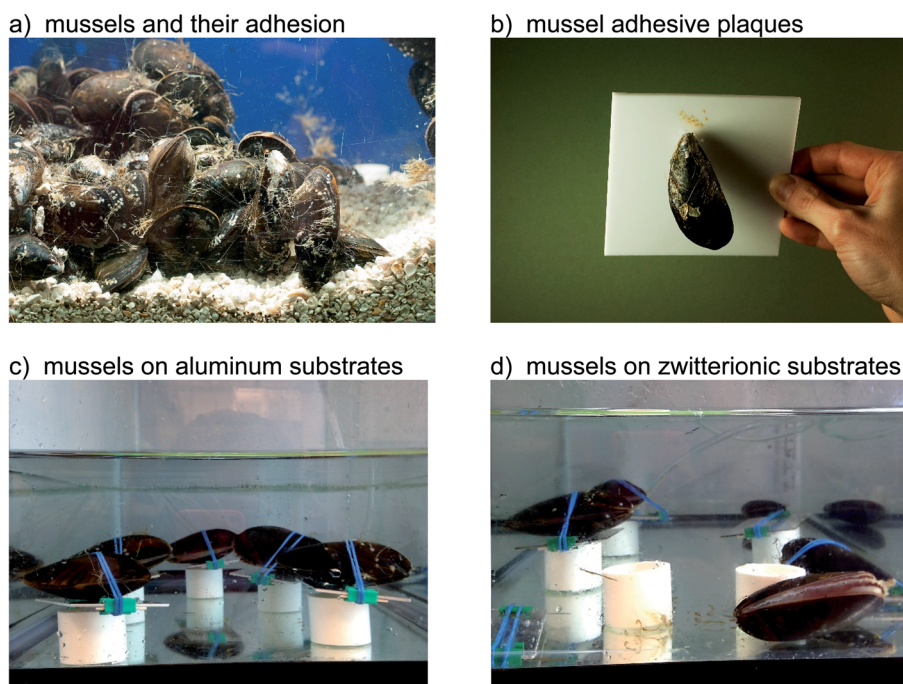 a) mussels and their adhesion
b) mussel adhesive plaques
c) mussels on aluminum substrates
d) mussels on zwitterionic substrates